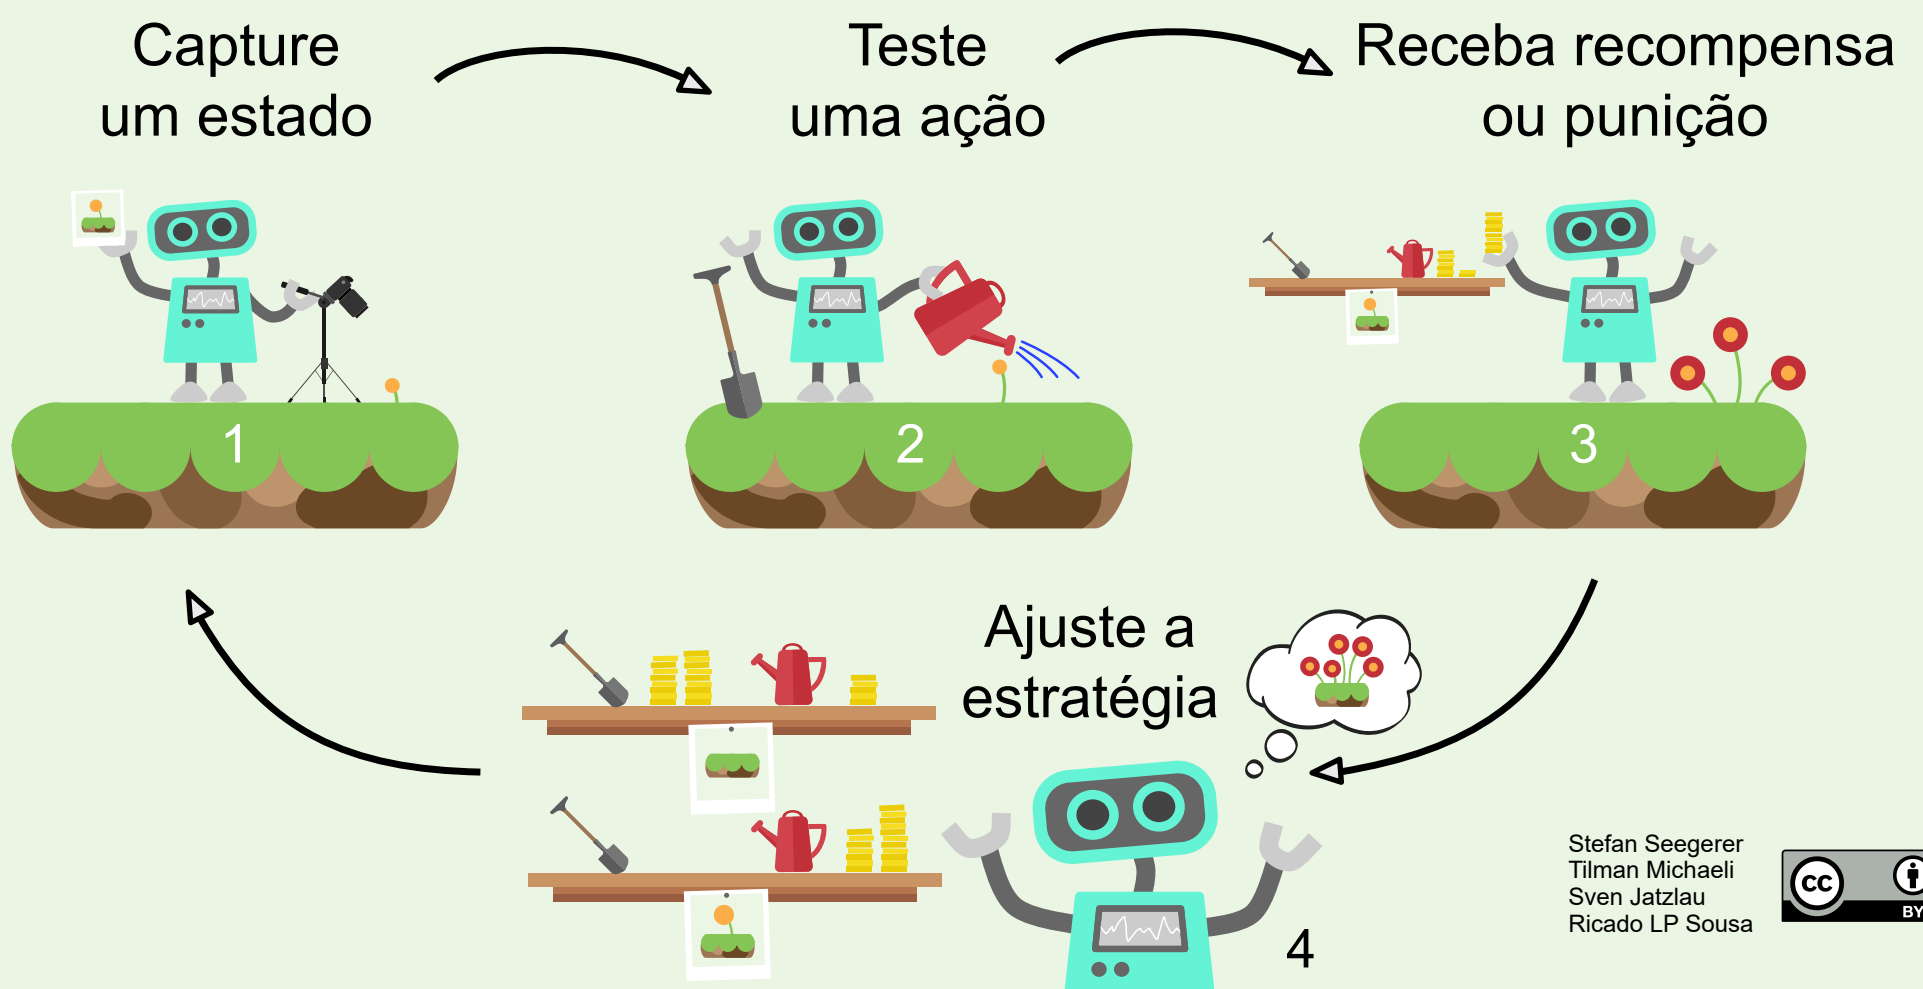 Capture
um estado
Teste
uma ação
Receba recompensa
ou punição
1
2
3
Ajuste a
estratégia
4
Stefan Seegerer
Tilman Michaeli
Sven Jatzlau
Ricado LP Sousa
cc
BY